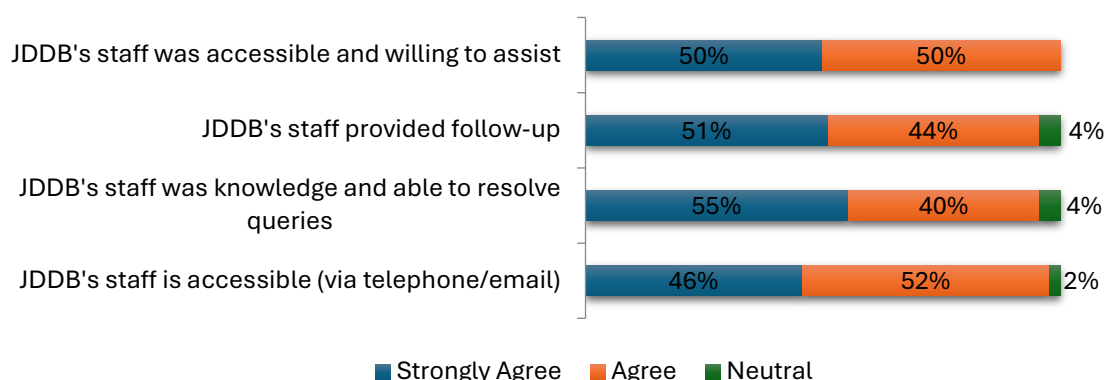 JDDB's staff was accessible and willing to assist
50% 50%
JDDB's staff provided follow-up
51% 44% 4%
JDDB's staff was knowledge and able to resolve
queries
55% 40% 4%
JDDB's staff is accessible (via telephone/email)
46% 52% 2%
Strongly Agree Agree Neutral